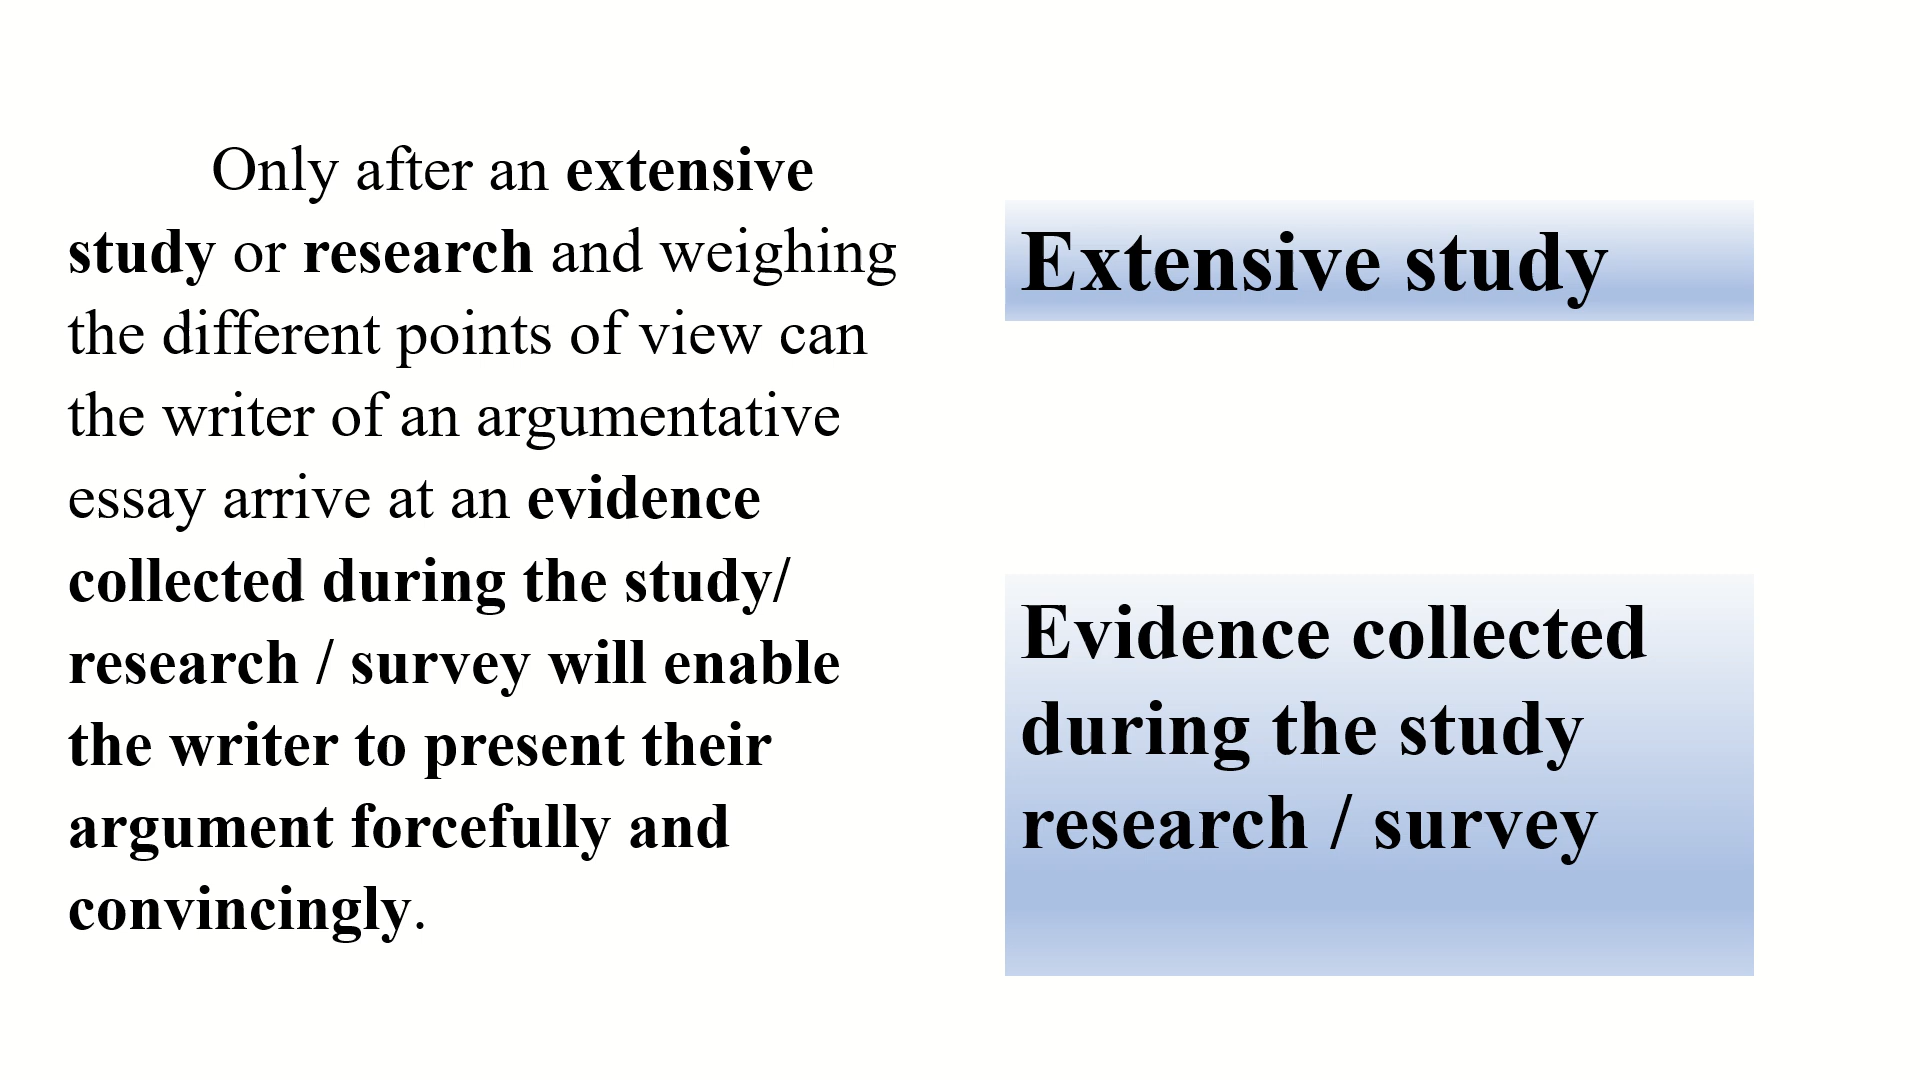 Only after an extensive
study or research and weighing
the different points of view can
the writer of an argumentative
essay arrive at an evidence
collected during the study/
research / survey will enable
the writer to present their
argument forcefully and
convincingly.
Extensive study
Evidence collected
during the study
research / survey